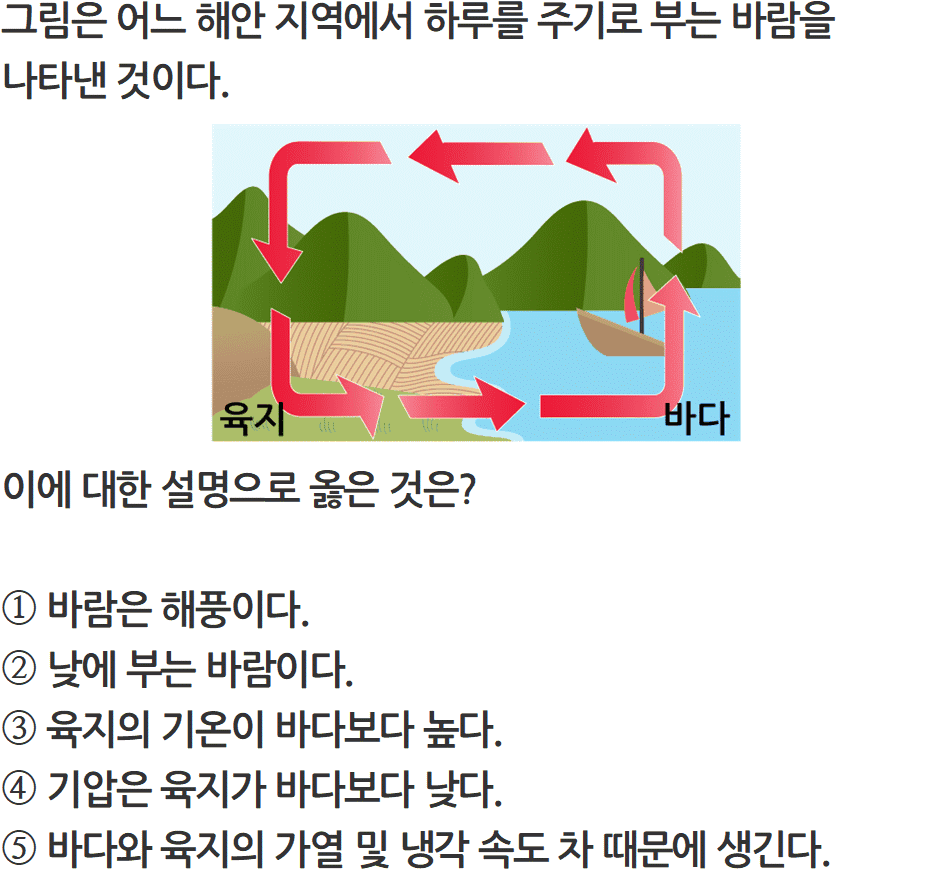 그림은 어느 해안 지역에서 하루를 주기로 부는 바람을
나타낸 것이다.
육지
바다
이에 대한 설명으로 옳은 것은?
① 바람은 해풍이다.
② 낮에 부는 바람이다.
③ 육지의 기온이 바다보다 높다.
④ 기압은 육지가 바다보다 낮다.
⑤ 바다와 육지의 가열 및 냉각 속도 차 때문에 생긴다.